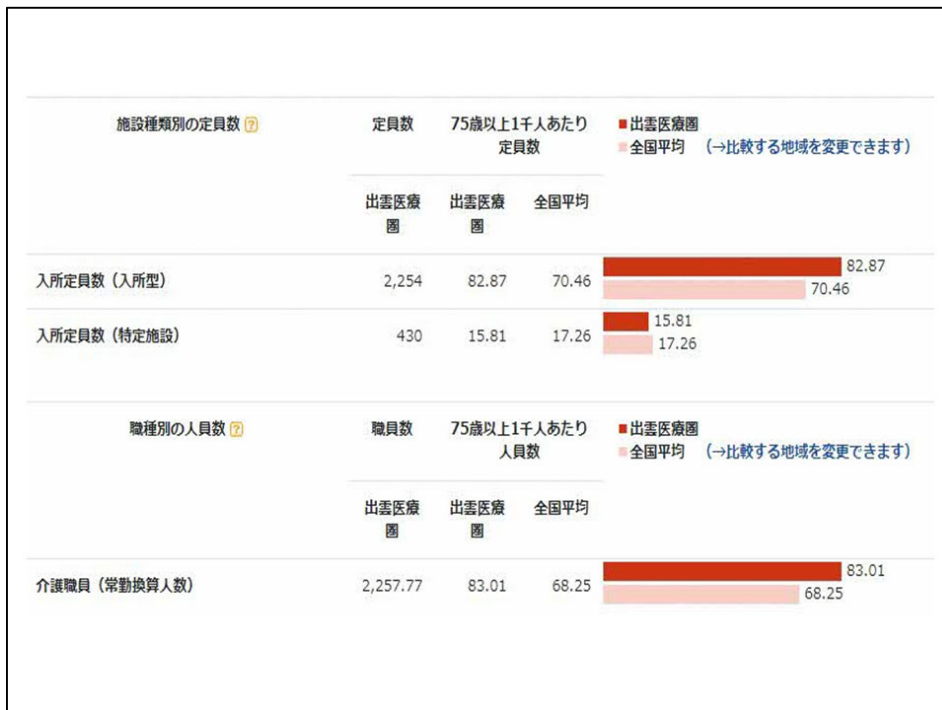 施設種類別の定員数 ?
定員数
75歳以上1千人あたり
定員数
■出雲医療圏
■全国平均 (→比較する地域を変更できます)
出雲医療
圏
出雲医療
圏
全国平均
入所定員数（入所型） 2,254 82.87 70.46
82.87
70.46
入所定員数（特定施設） 430 15.81 17.26
15.81
17.26
職種別の人員数 ?
職員数
75歳以上1千人あたり
人員数
■出雲医療圏
■全国平均 (→比較する地域を変更できます)
出雲医療
圏
出雲医療
圏
全国平均
介護職員（常勤換算人数） 2,257.77 83.01 68.25
83.01
68.25